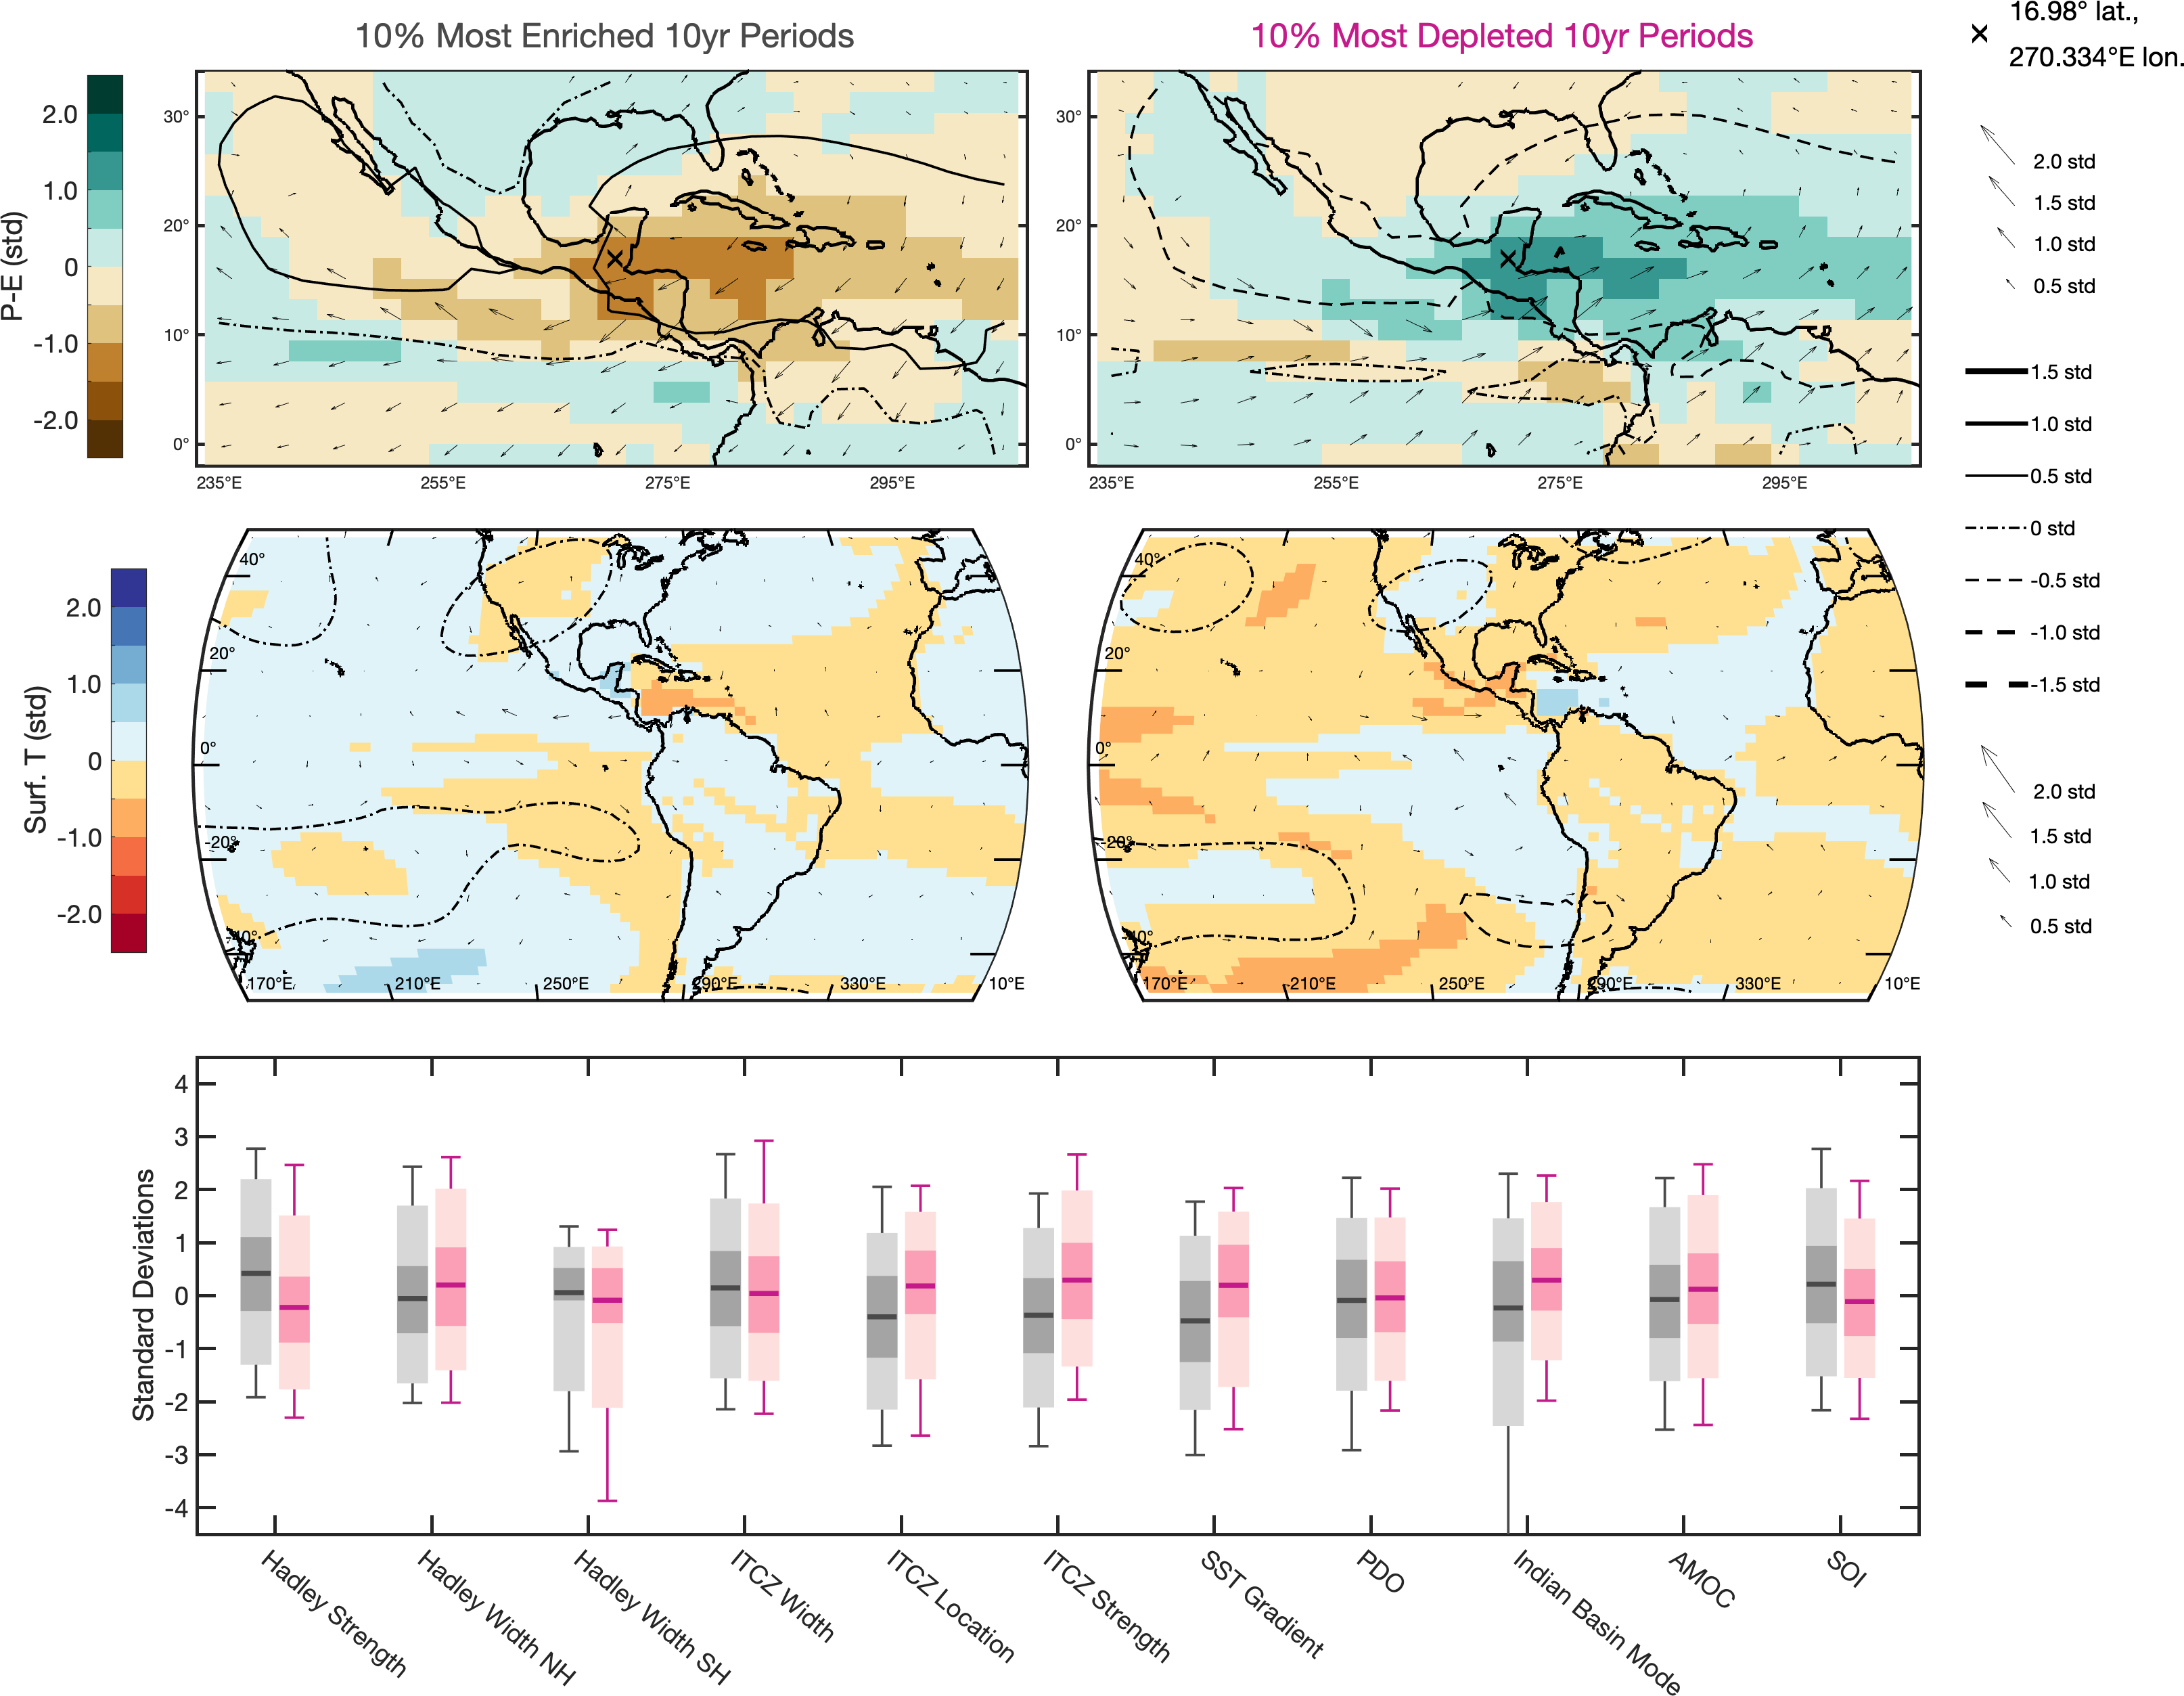 10% Most Enriched 10yr Periods
10% Most Depleted 10yr Periods
16.98° lat.,
270.334°E lon.
P-E (std)
2.0
1.0
0
-1.0
-2.0
30°
20°
10°
0°
235°E 255°E 275°E 295°E
30°
20°
10°
0°
235°E 255°E 275°E 295°E
2.0 std
1.5 std
1.0 std
0.5 std
1.5 std
1.0 std
0.5 std
0 std
-0.5 std
-1.0 std
-1.5 std
Surf. T (std)
2.0
1.0
0
-1.0
-2.0
40°
20°
0°
-20°
-40°
170°E 210°E 250°E 290°E 330°E 10°E
40°
20°
0°
-20°
-40°
170°E 210°E 250°E 290°E 330°E 10°E
2.0 std
1.5 std
1.0 std
0.5 std
Standard Deviations
4
3
2
1
0
-1
-2
-3
-4
Hadley Strength
Hadley Width NH
Hadley Width SH
ITCZ Width
ITCZ Location
ITCZ Strength
SST Gradient
PDO
Indian Basin Mode
AMOC
SOI